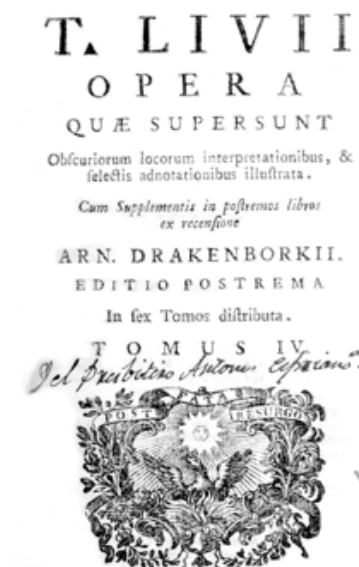 T. LIVII
OPERA
QUÆ SUPERSUNT
Obſcuriorum locorum interpretationibus, &
ſelectis adnotationibus illuſtrata.
Cum Supplementis in poſtremos libros
ex recenſione
ARN. DRAKENBORKII.
EDITIO POSTREMA
In ſex Tomos diſtributa.
TOMUS IV
Del Presbitero Antonio
POST FATA RESURGO